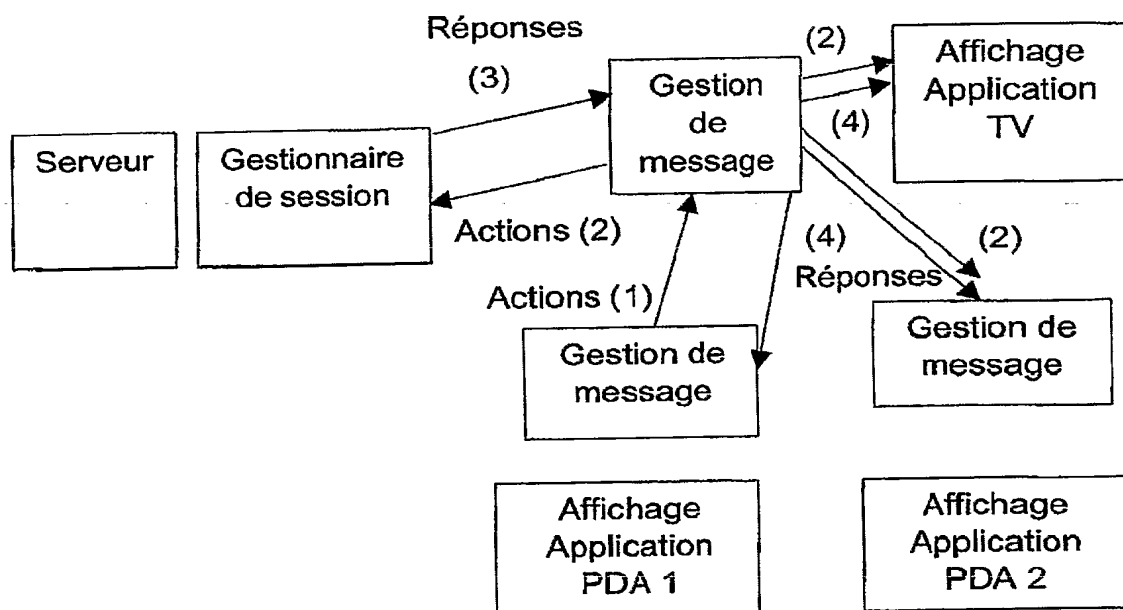 Réponses
(3)
Gestion
de
message
(2)
(4)
Affichage
Application
TV
Serveur
Gestionnaire
de session
Actions (2)
Actions (1)
(4)
Réponses
(2)
Gestion de
message
Gestion de
message
Affichage
Application
PDA 1
Affichage
Application
PDA 2